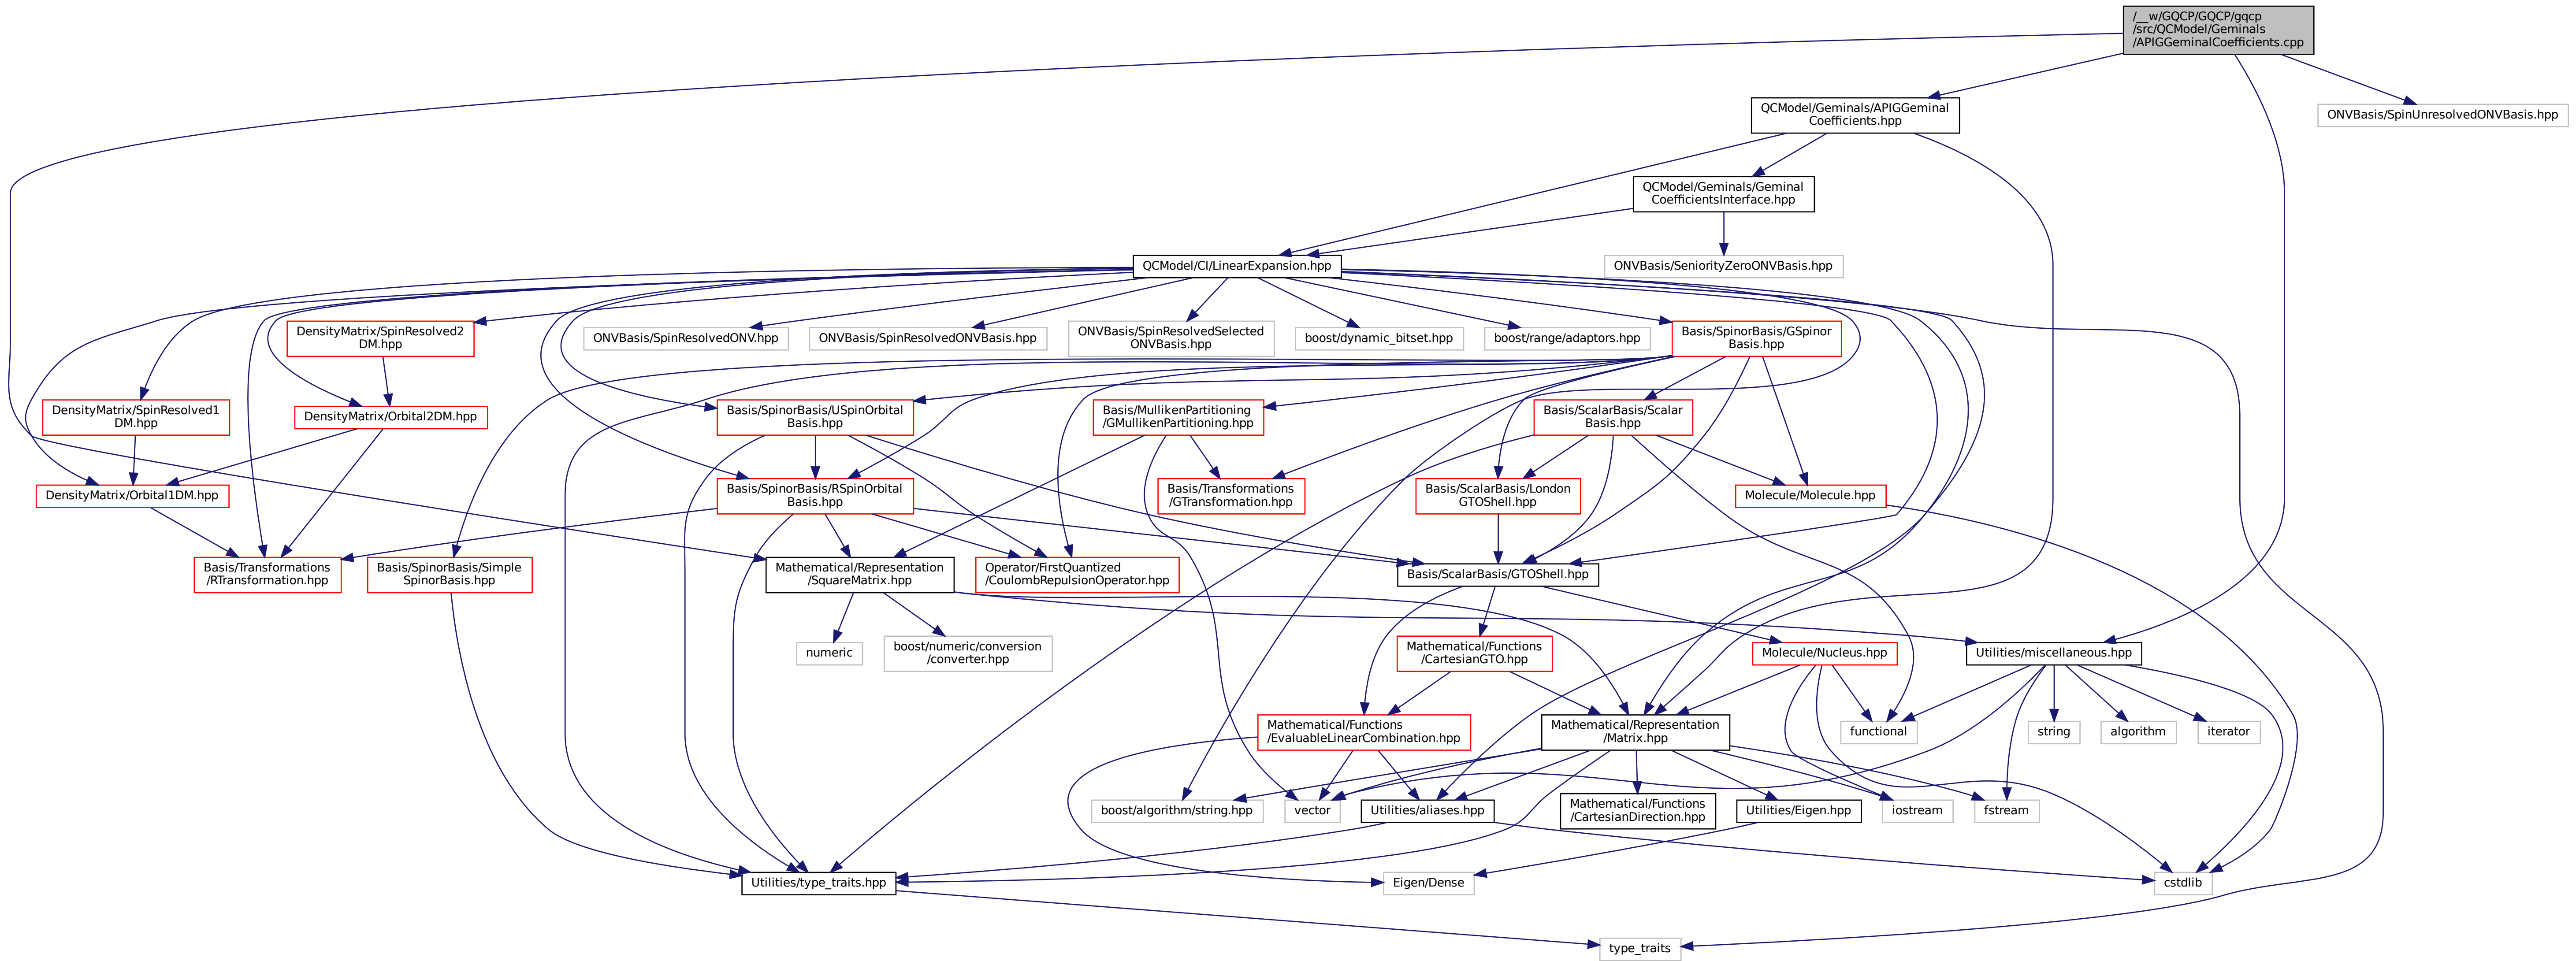 /__w/GQCP/GQCP/gqcp
/src/QCModel/Geminals
/APIGGeminalCoefficients.cpp
QCModel/Geminals/APIGGeminal
Coefficients.hpp
ONVBasis/SpinUnresolvedONVBasis.hpp
QCModel/Geminals/Geminal
CoefficientsInterface.hpp
QCModel/CI/LinearExpansion.hpp
ONVBasis/SeniorityZeroONVBasis.hpp
DensityMatrix/SpinResolved2
DM.hpp
ONVBasis/SpinResolvedONV.hpp
ONVBasis/SpinResolvedONVBasis.hpp
ONVBasis/SpinResolvedSelected
ONVBasis.hpp
boost/dynamic_bitset.hpp
boost/range/adaptors.hpp
Basis/SpinorBasis/GSpinor
Basis.hpp
DensityMatrix/SpinResolved1
DM.hpp
DensityMatrix/Orbital2DM.hpp
Basis/SpinorBasis/USpinOrbital
Basis.hpp
Basis/MullikenPartitioning
/GMullikenPartitioning.hpp
Basis/ScalarBasis/Scalar
Basis.hpp
DensityMatrix/Orbital1DM.hpp
Basis/SpinorBasis/RSpinOrbital
Basis.hpp
Basis/Transformations
/GTransformation.hpp
Basis/ScalarBasis/London
GTOShell.hpp
Molecule/Molecule.hpp
Basis/Transformations
/RTransformation.hpp
Basis/SpinorBasis/Simple
SpinorBasis.hpp
Mathematical/Representation
/SquareMatrix.hpp
Operator/FirstQuantized
/CoulombRepulsionOperator.hpp
Basis/ScalarBasis/GTOShell.hpp
numeric
boost/numeric/conversion
/converter.hpp
Mathematical/Functions
/CartesianGTO.hpp
Molecule/Nucleus.hpp
Utilities/miscellaneous.hpp
Mathematical/Functions
/EvaluableLinearCombination.hpp
Mathematical/Representation
/Matrix.hpp
functional
string
algorithm
iterator
boost/algorithm/string.hpp
vector
Utilities/aliases.hpp
Mathematical/Functions
/CartesianDirection.hpp
Utilities/Eigen.hpp
iostream
fstream
Utilities/type_traits.hpp
Eigen/Dense
cstdlib
type_traits